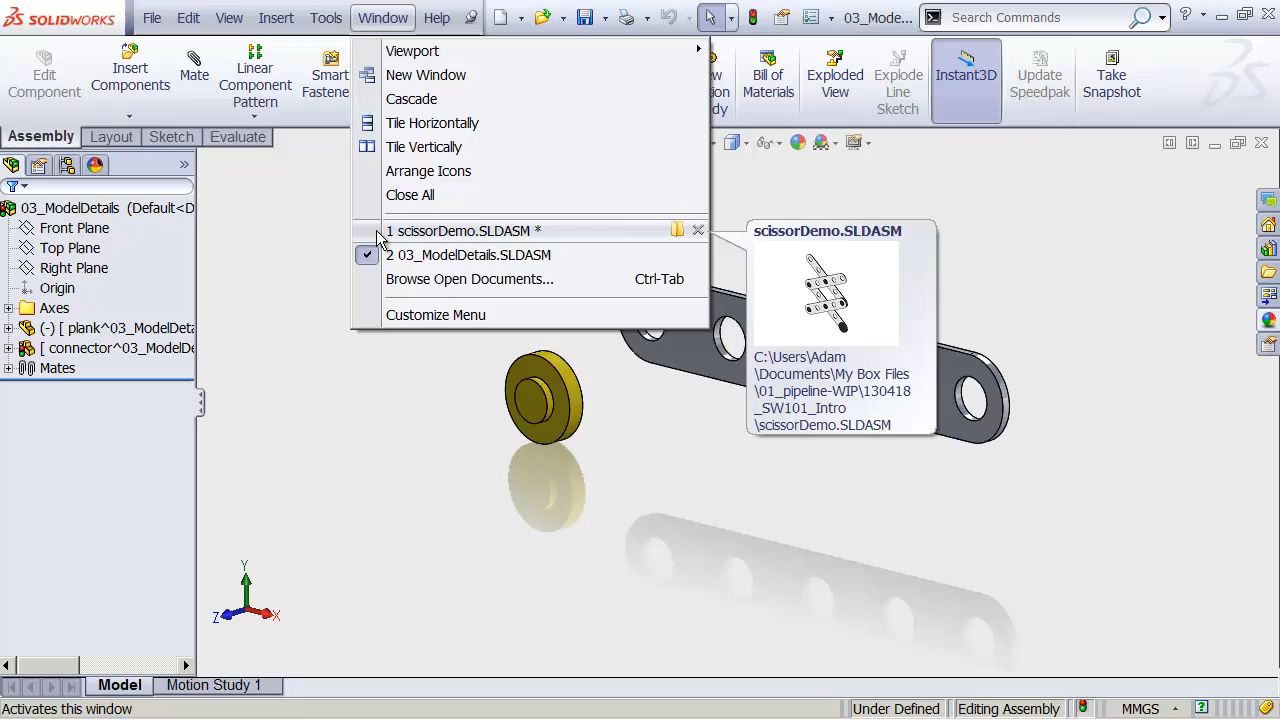 SOLIDWORKS
File Edit View Insert Tools Window Help
03_Mode...
Search Commands
?
Edit
Component
Insert
Components
Mate
Linear
Component
Pattern
Smart
Fastene
Bill of
Materials
Exploded
View
Explode
Line
Sketch
Instant3D
Update
Speedpak
Take
Snapshot
Assembly Layout Sketch Evaluate
Viewport
New Window
Cascade
Tile Horizontally
Tile Vertically
Arrange Icons
Close All
1 scissorDemo.SLDASM *
2 03_ModelDetails.SLDASM
Browse Open Documents... Ctrl-Tab
Customize Menu
scissorDemo.SLDASM
C:\Users\Adam
\Documents\My Box Files
\01_pipeline-WIP\130418
_SW101_Intro
\scissorDemo.SLDASM
03_ModelDetails (Default<D
Front Plane
Top Plane
Right Plane
Origin
Axes
(-) [ plank^03_ModelDeta
[ connector^03_ModelDe
Mates
Y
Z
X
Model Motion Study 1
Activates this window
Under Defined Editing Assembly MMGS ?